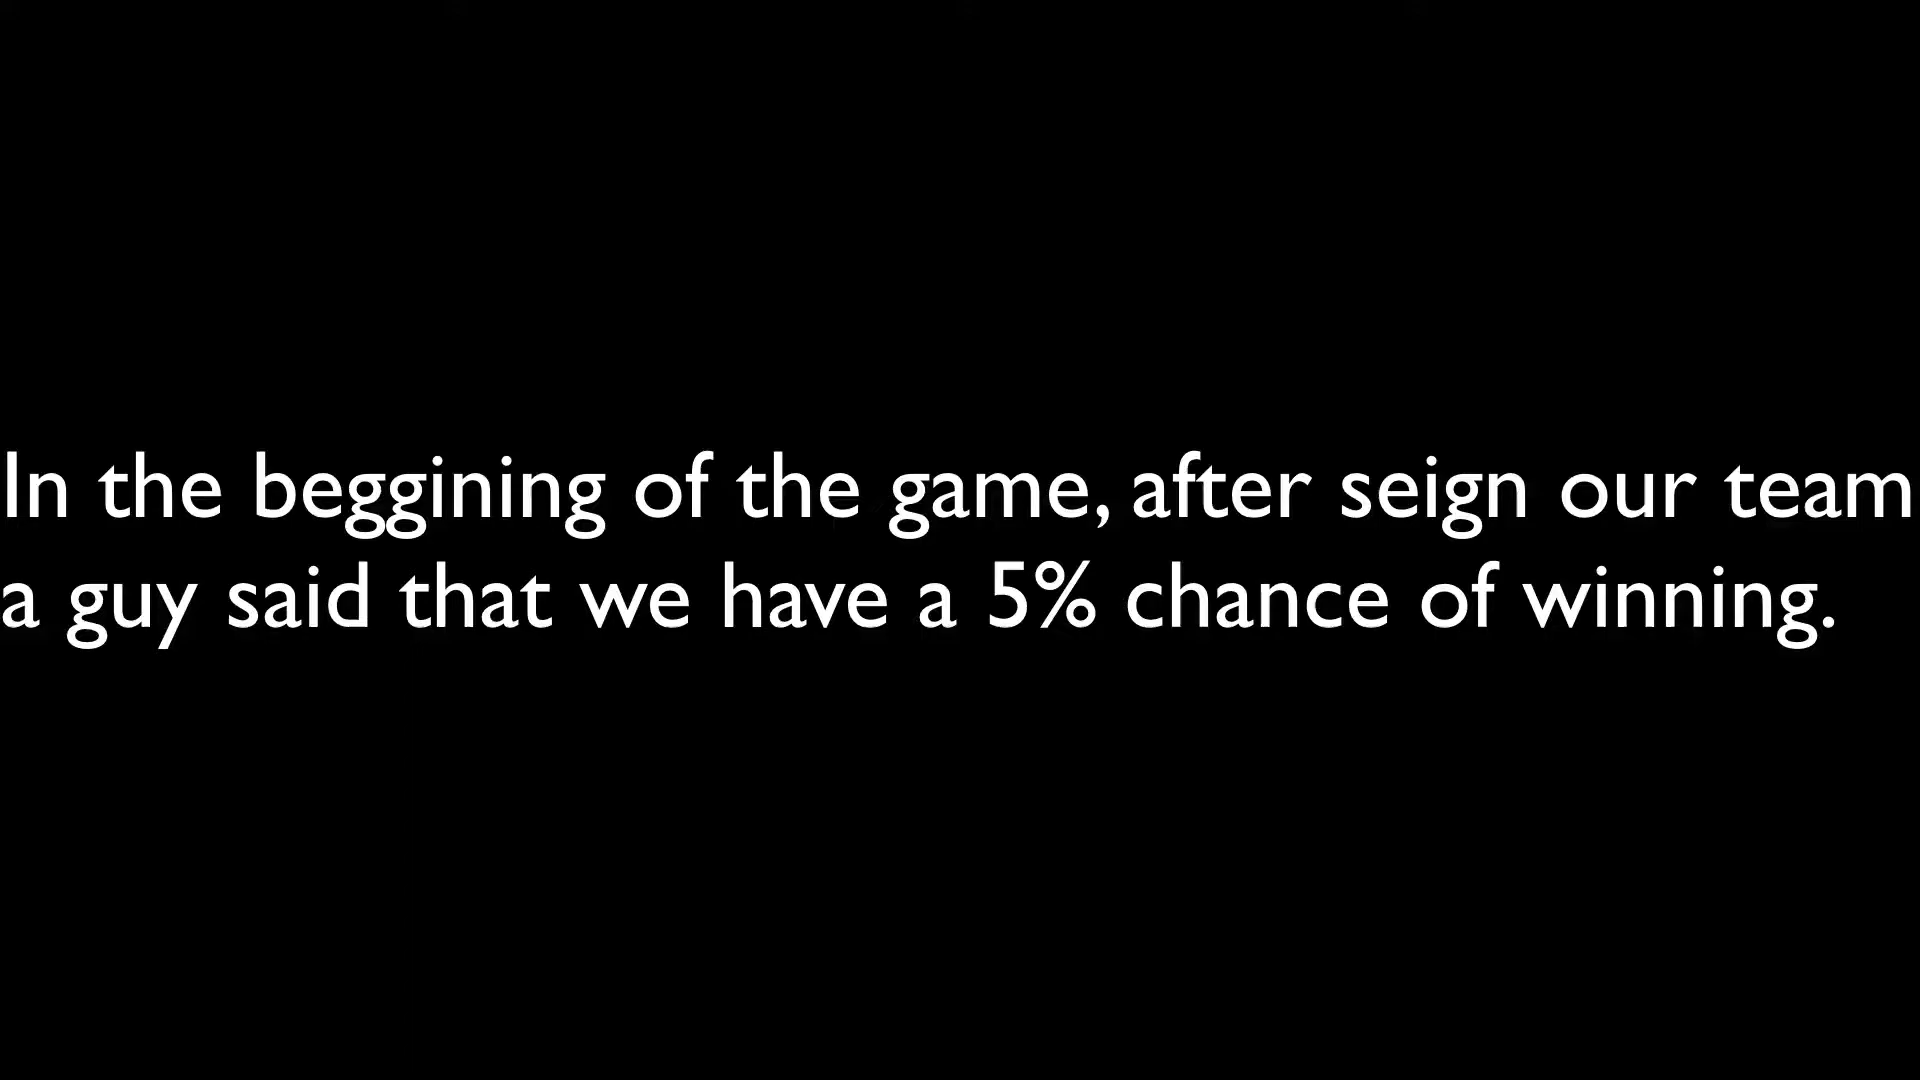 In the beggining of the game, after seign our team
a guy said that we have a 5% chance of winning.